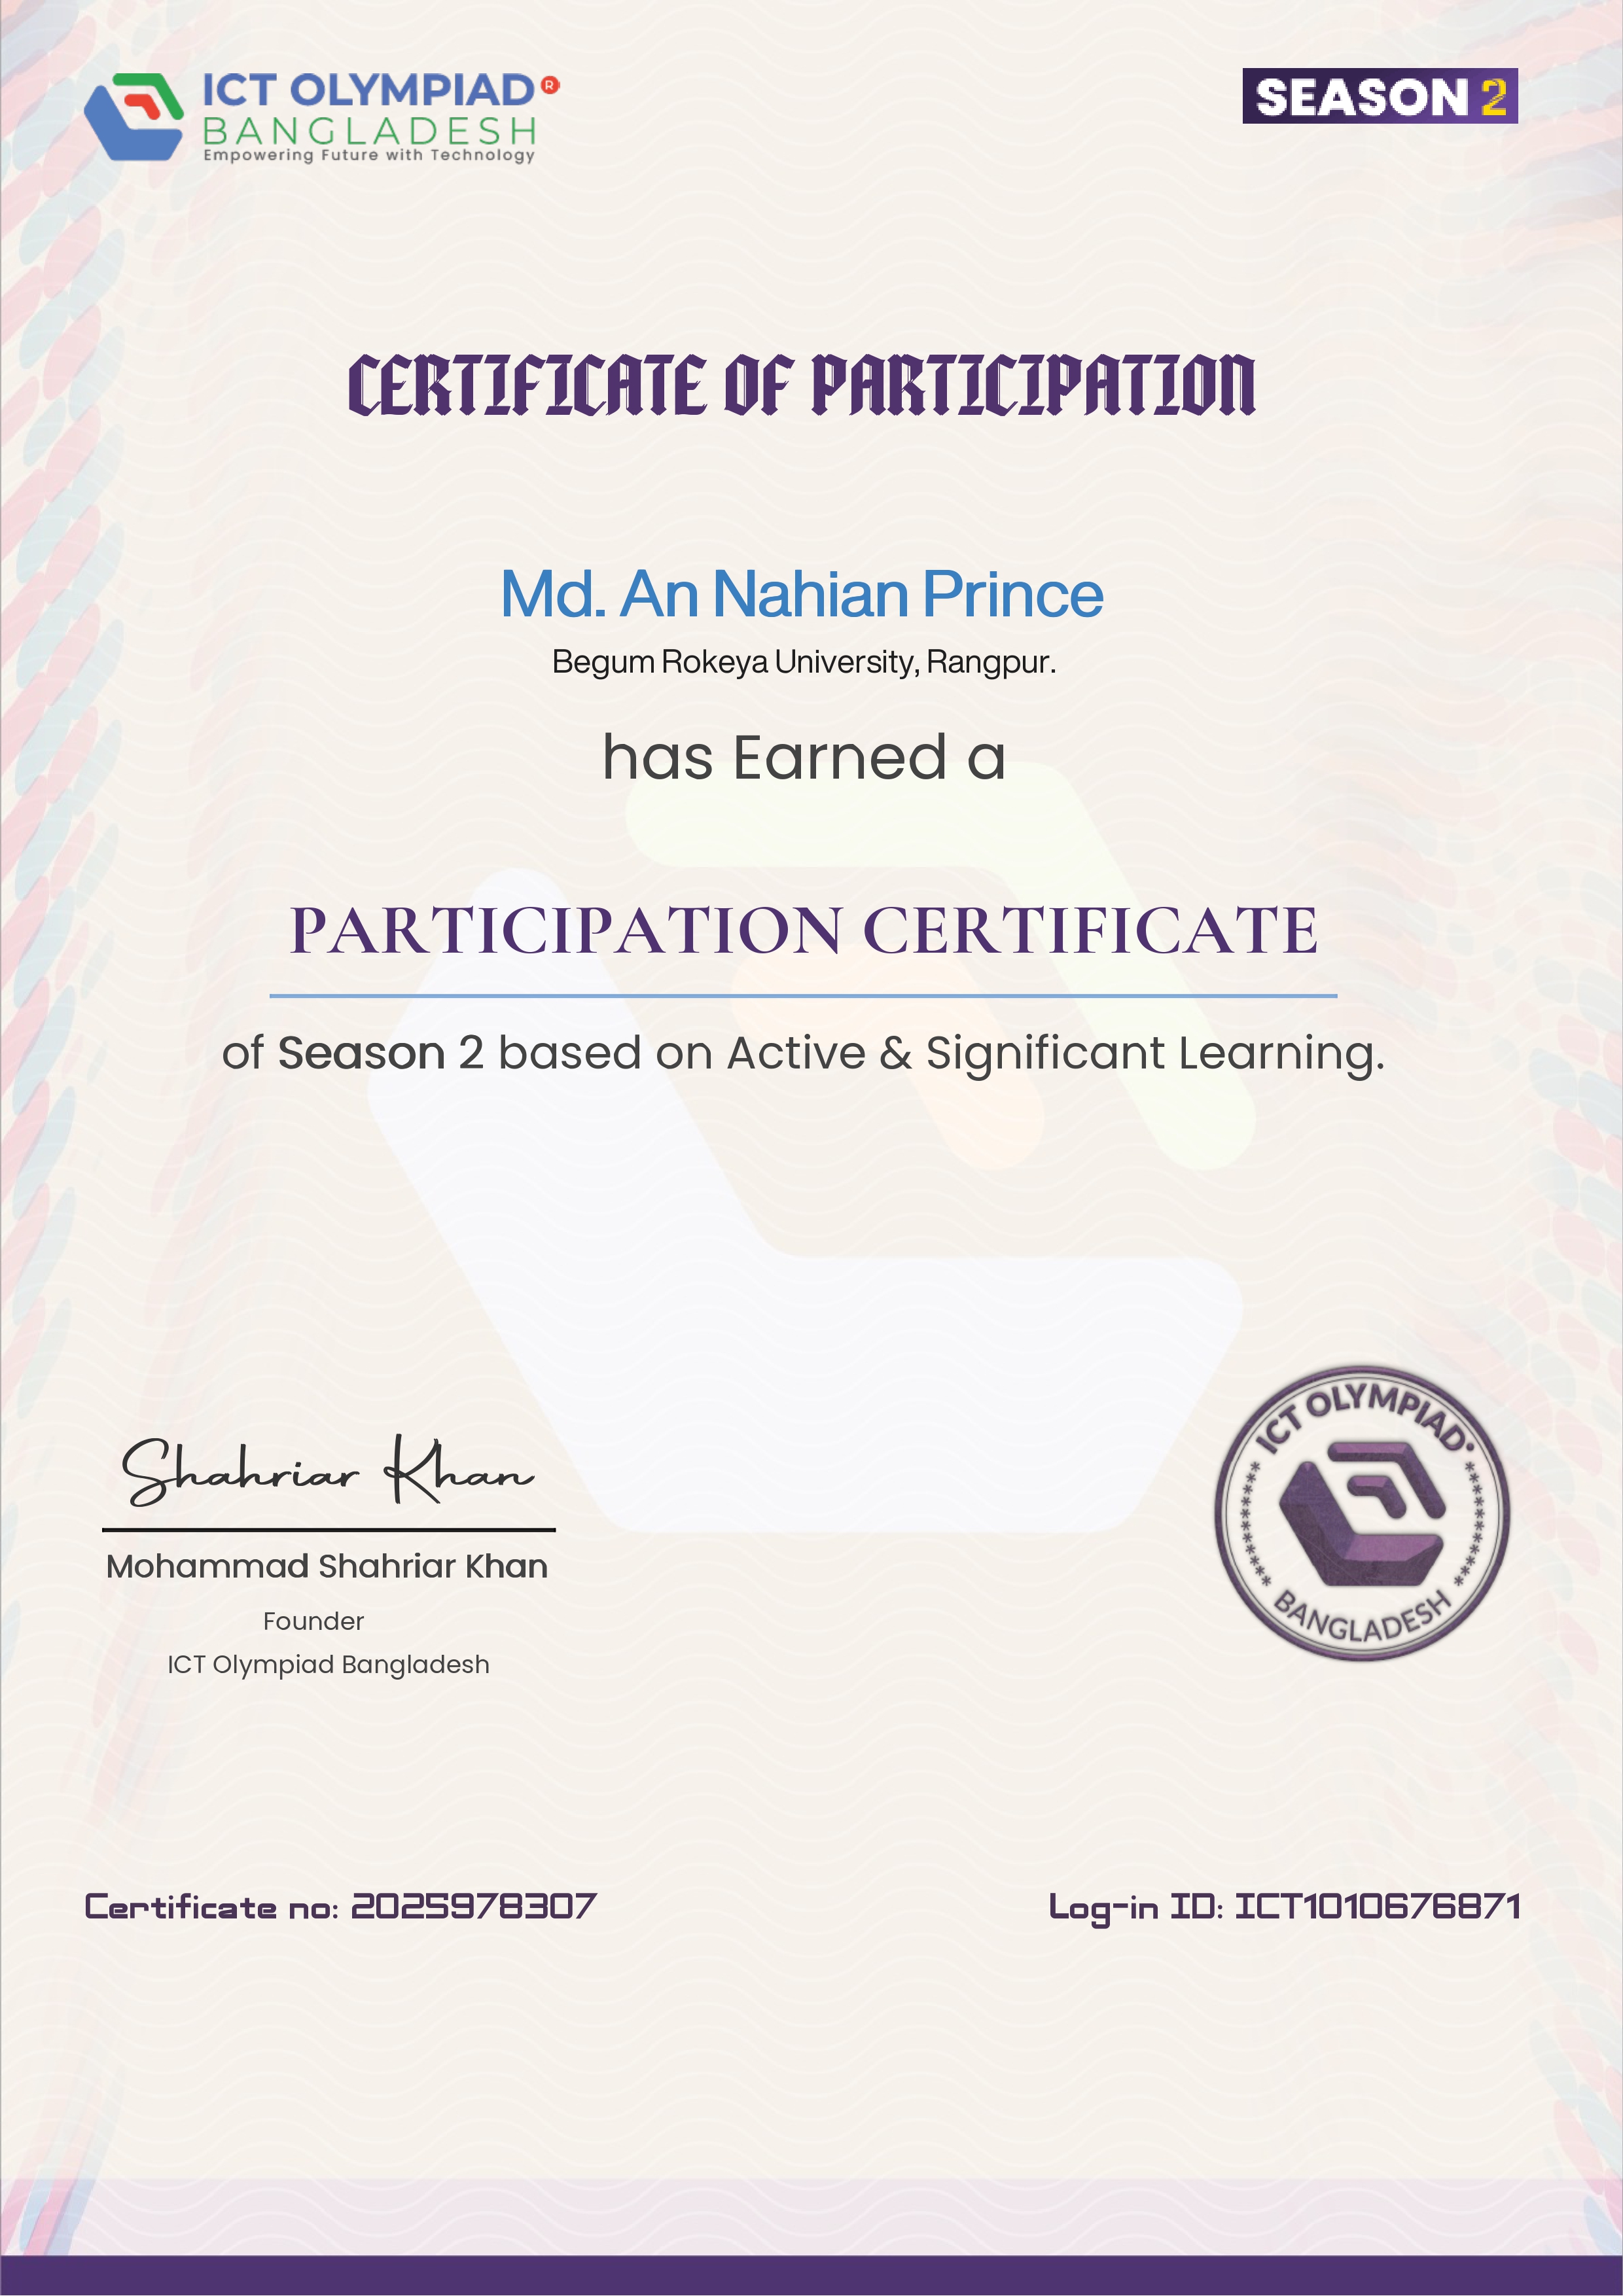 ICT OLYMPIAD®
BANGLADESH
Empowering Future with Technology
SEASON 2
CERTIFICATE OF PARTICIPATION
Md. An Nahian Prince
Begum Rokeya University, Rangpur.
has Earned a
PARTICIPATION CERTIFICATE
of Season 2 based on Active & Significant Learning.
Shahriar Khan
Mohammad Shahriar Khan
Founder
ICT Olympiad Bangladesh
ICT OLYMPIAD
BANGLADESH
Certificate no: 2025978307
Log-in ID: ICT1010676871